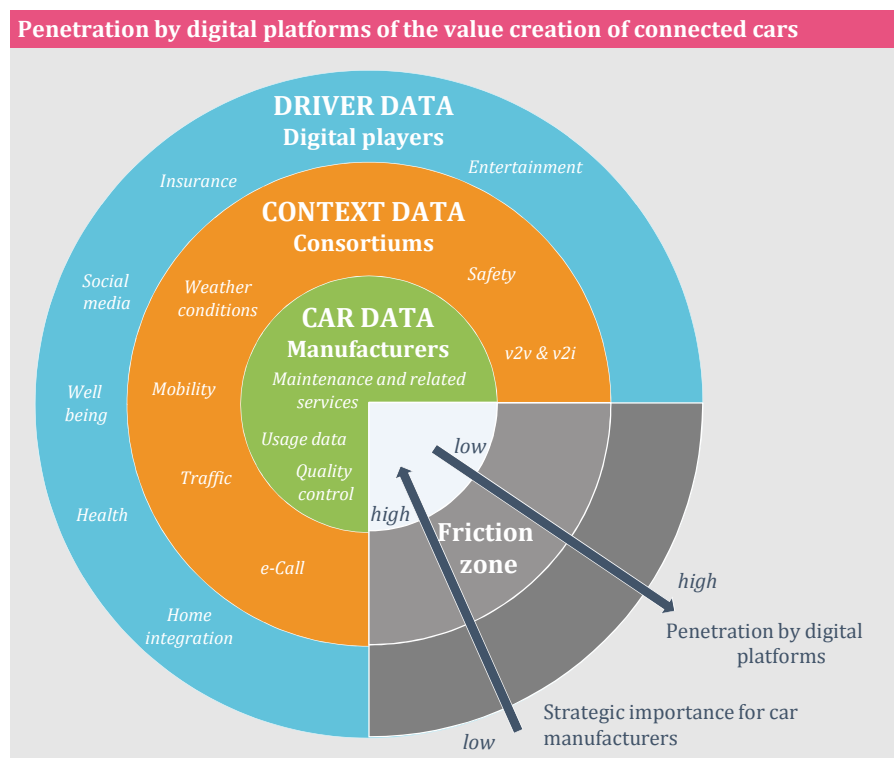 Penetration by digital platforms of the value creation of connected cars
DRIVER DATA
Digital players
Insurance
Entertainment
CONTEXT DATA
Consortiums
Social
media
Weather
conditions
Safety
CAR DATA
Manufacturers
v2v & v2i
Maintenance and related
services
Well
being
Mobility
Usage data
low
Traffic
Quality
control
Health
high
Friction
zone
e-Call
high
Home
integration
Penetration by digital
platforms
Strategic importance for car
manufacturers
low